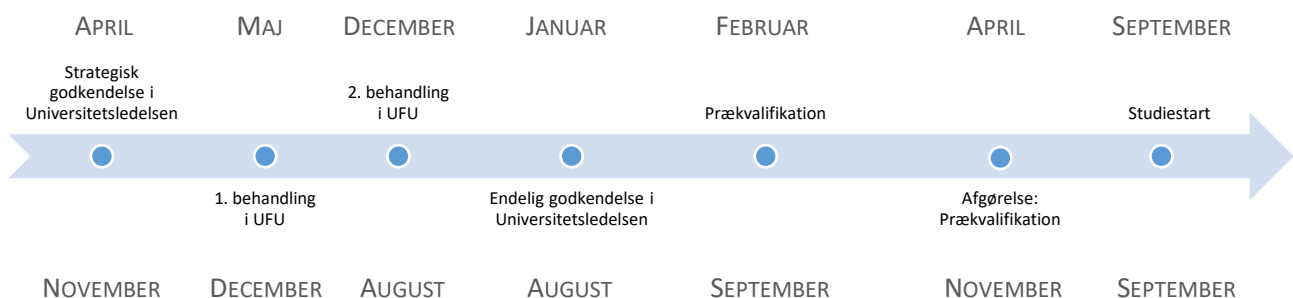 APRIL MAJ DECEMBER JANUAR FEBRUAR APRIL SEPTEMBER
Strategisk
godkendelse i
Universitetsledelsen
2. behandling
i UFU
Prækvalifikation
Studiestart
1. behandling
i UFU
Endelig godkendelse i
Universitetsledelsen
Afgørelse:
Prækvalifikation
NOVEMBER DECEMBER AUGUST AUGUST SEPTEMBER NOVEMBER SEPTEMBER